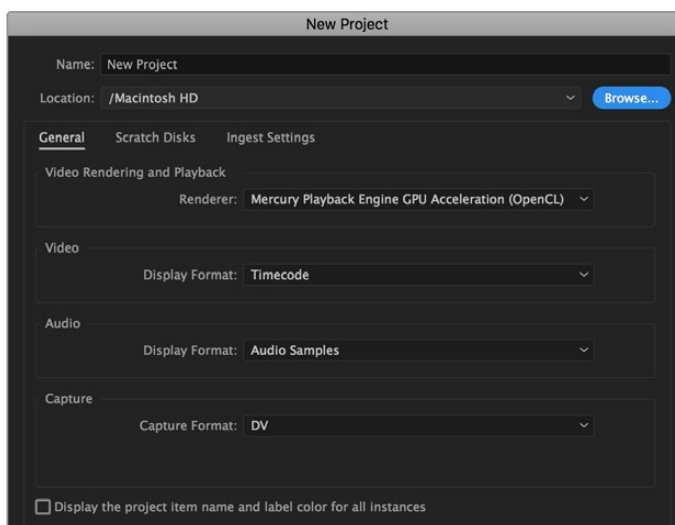 New Project
Name: New Project
Location: /Macintosh HD Browse...
General Scratch Disks Ingest Settings
Video Rendering and Playback
Renderer: Mercury Playback Engine GPU Acceleration (OpenCL)
Video
Display Format: Timecode
Audio
Display Format: Audio Samples
Capture
Capture Format: DV
Display the project item name and label color for all instances